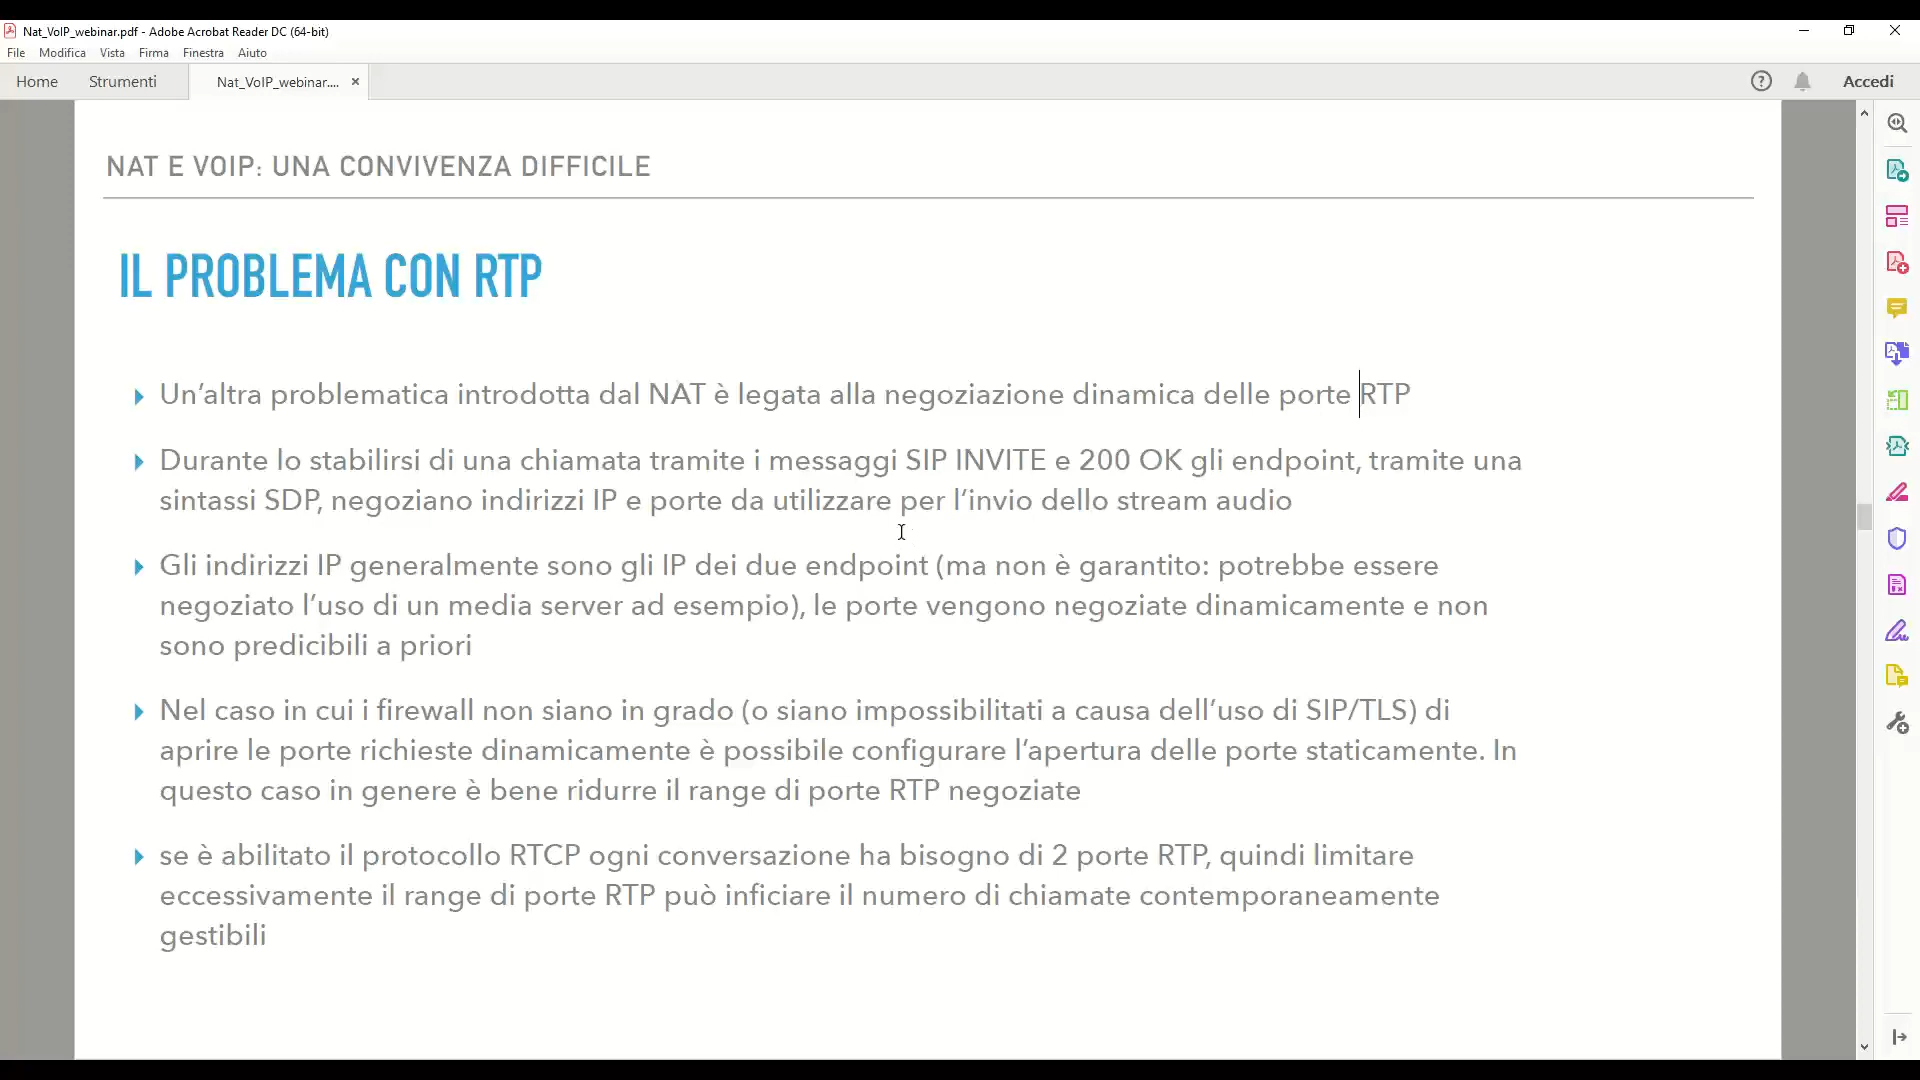 Nat_VoIP_webinar.pdf - Adobe Acrobat Reader DC (64-bit)
File Modifica Vista Firma Finestra Aiuto
Home Strumenti Nat_VoIP_webinar.... × Accedi
NAT E VOIP: UNA CONVIVENZA DIFFICILE
IL PROBLEMA CON RTP
Un’altra problematica introdotta dal NAT è legata alla negoziazione dinamica delle porte RTP
Durante lo stabilirsi di una chiamata tramite i messaggi SIP INVITE e 200 OK gli endpoint, tramite una
sintassi SDP, negoziano indirizzi IP e porte da utilizzare per l’invio dello stream audio
Gli indirizzi IP generalmente sono gli IP dei due endpoint (ma non è garantito: potrebbe essere
negoziato l’uso di un media server ad esempio), le porte vengono negoziate dinamicamente e non
sono predicibili a priori
Nel caso in cui i firewall non siano in grado (o siano impossibilitati a causa dell’uso di SIP/TLS) di
aprire le porte richieste dinamicamente è possibile configurare l’apertura delle porte staticamente. In
questo caso in genere è bene ridurre il range di porte RTP negoziate
se è abilitato il protocollo RTCP ogni conversazione ha bisogno di 2 porte RTP, quindi limitare
eccessivamente il range di porte RTP può inficiare il numero di chiamate contemporaneamente
gestibili